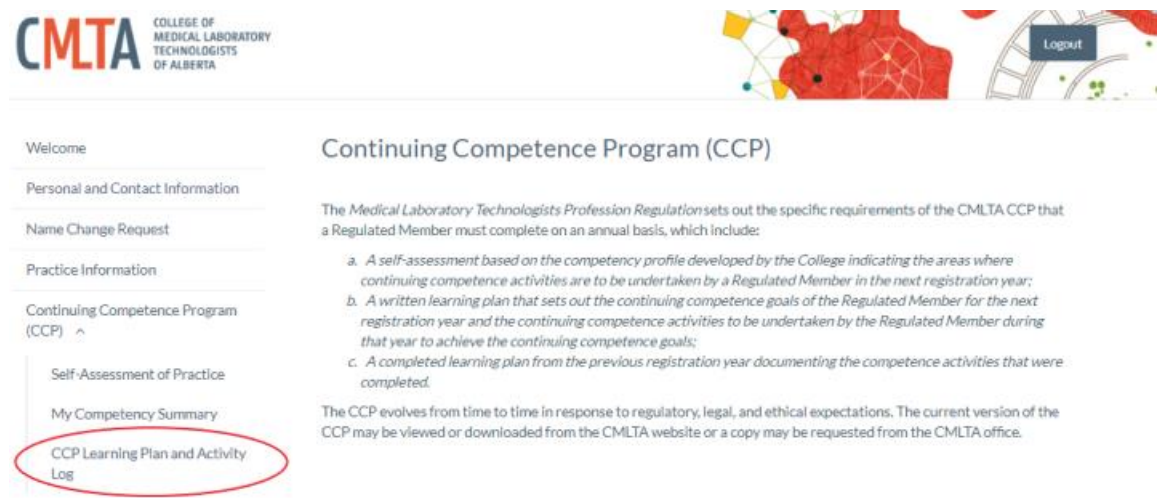 CMLTA
COLLEGE OF
MEDICAL LABORATORY
TECHNOLOGISTS
OF ALBERTA
Logout
Welcome
Personal and Contact Information
Name Change Request
Practice Information
Continuing Competence Program
(CCP)
Self-Assessment of Practice
My Competency Summary
CCP Learning Plan and Activity
Log
Continuing Competence Program (CCP)
The Medical Laboratory Technologists Profession Regulation sets out the specific requirements of the CMLTA CCP that
a Regulated Member must complete on an annual basis, which include:
a. A self-assessment based on the competency profile developed by the College indicating the areas where
continuing competence activities are to be undertaken by a Regulated Member in the next registration year;
b. A written learning plan that sets out the continuing competence goals of the Regulated Member for the next
registration year and the continuing competence activities to be undertaken by the Regulated Member during
that year to achieve the continuing competence goals;
c. A completed learning plan from the previous registration year documenting the competence activities that were
completed.
The CCP evolves from time to time in response to regulatory, legal, and ethical expectations. The current version of the
CCP may be viewed or downloaded from the CMLTA website or a copy may be requested from the CMLTA office.